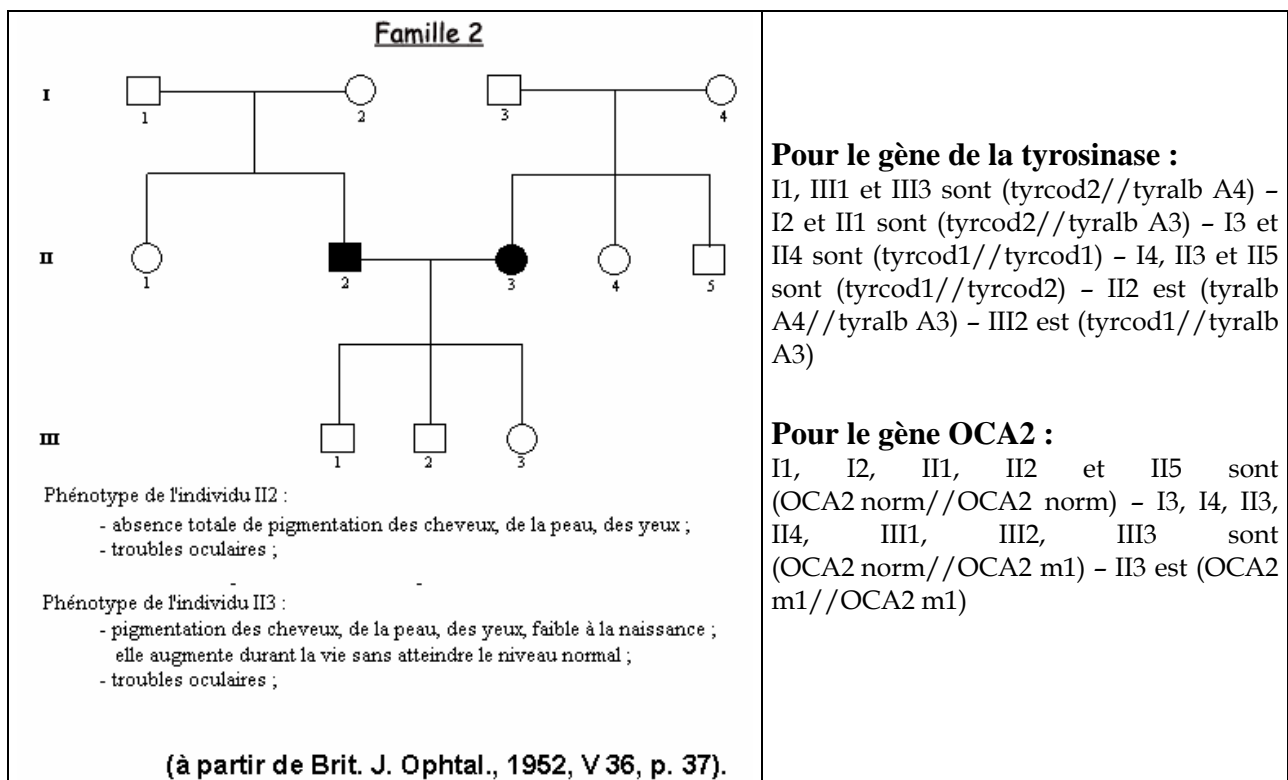 Famille 2
I
1
2
3
4
II
1
2
3
4
5
III
1
2
3
Phénotype de l'individu II2 :
- absence totale de pigmentation des cheveux, de la peau, des yeux ;
- troubles oculaires ;
- -
Phénotype de l'individu II3 :
- pigmentation des cheveux, de la peau, des yeux, faible à la naissance ;
elle augmente durant la vie sans atteindre le niveau normal ;
- troubles oculaires ;
(à partir de Brit. J. Ophtal., 1952, V 36, p. 37).
Pour le gène de la tyrosinase :
I1, III1 et III3 sont (tyrcod2//tyralb A4) –
I2 et II1 sont (tyrcod2//tyralb A3) – I3 et
II4 sont (tyrcod1//tyrcod1) – I4, II3 et II5
sont (tyrcod1//tyrcod2) – II2 est (tyralb
A4//tyralb A3) – III2 est (tyrcod1//tyralb
A3)
Pour le gène OCA2 :
I1, I2, II1, II2 et II5 sont
(OCA2 norm//OCA2 norm) – I3, I4, II3,
II4, III1, III2, III3 sont
(OCA2 norm//OCA2 m1) – II3 est (OCA2
m1//OCA2 m1)